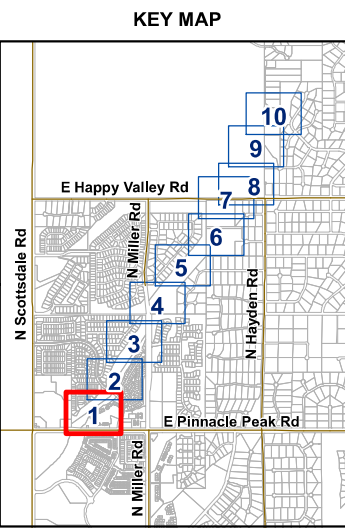 KEY MAP
10
9
E Happy Valley Rd
8
7
N Miller Rd
6
N Scottsdale Rd
5
4
N Hayden Rd
3
2
1
E Pinnacle Peak Rd
N Miller Rd